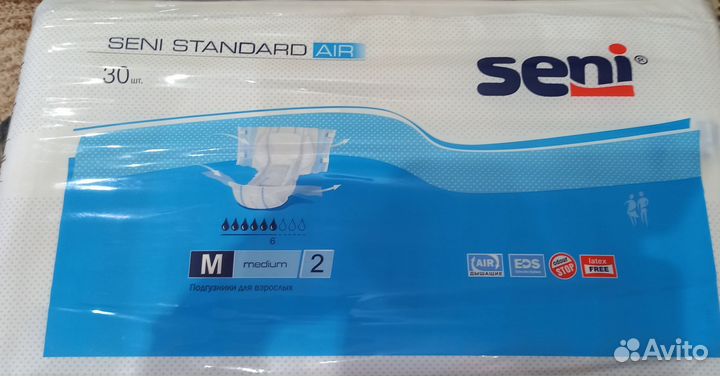 SENI STANDARD AIR
30 шт.
seni®
6
M medium 2
Подгузники для взрослых
AIR
ДЫШАЩИЕ
EDS
odour STOP
latex FREE
Avito